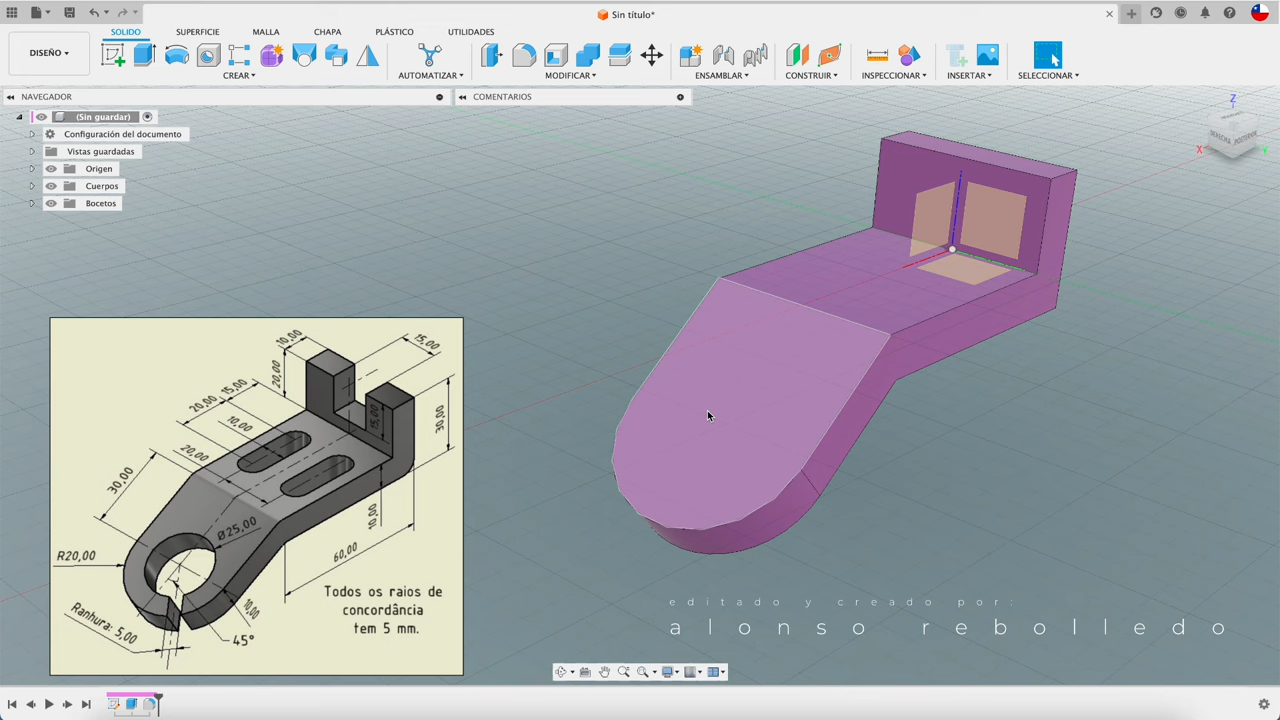 Sin título*
DISEÑO
SOLIDO
SUPERFICIE
MALLA
CHAPA
PLÁSTICO
UTILIDADES
CREAR
AUTOMATIZAR
MODIFICAR
ENSAMBLAR
CONSTRUIR
INSPECCIONAR
INSERTAR
SELECCIONAR
NAVEGADOR
COMENTARIOS
(Sin guardar)
Configuración del documento
Vistas guardadas
Origen
Cuerpos
Bocetos
Z
DERECHA
POSTERIOR
X
Y
10,00
15,00
20,00
15,00
20,00
10,00
15,00
30,00
20,00
30,00
Ø25,00
10,00
R20,00
60,00
Ranhura: 5,00
10,00
45°
Todos os raios de
concordância
tem 5 mm.
editado y creado por:
alonso rebolledo